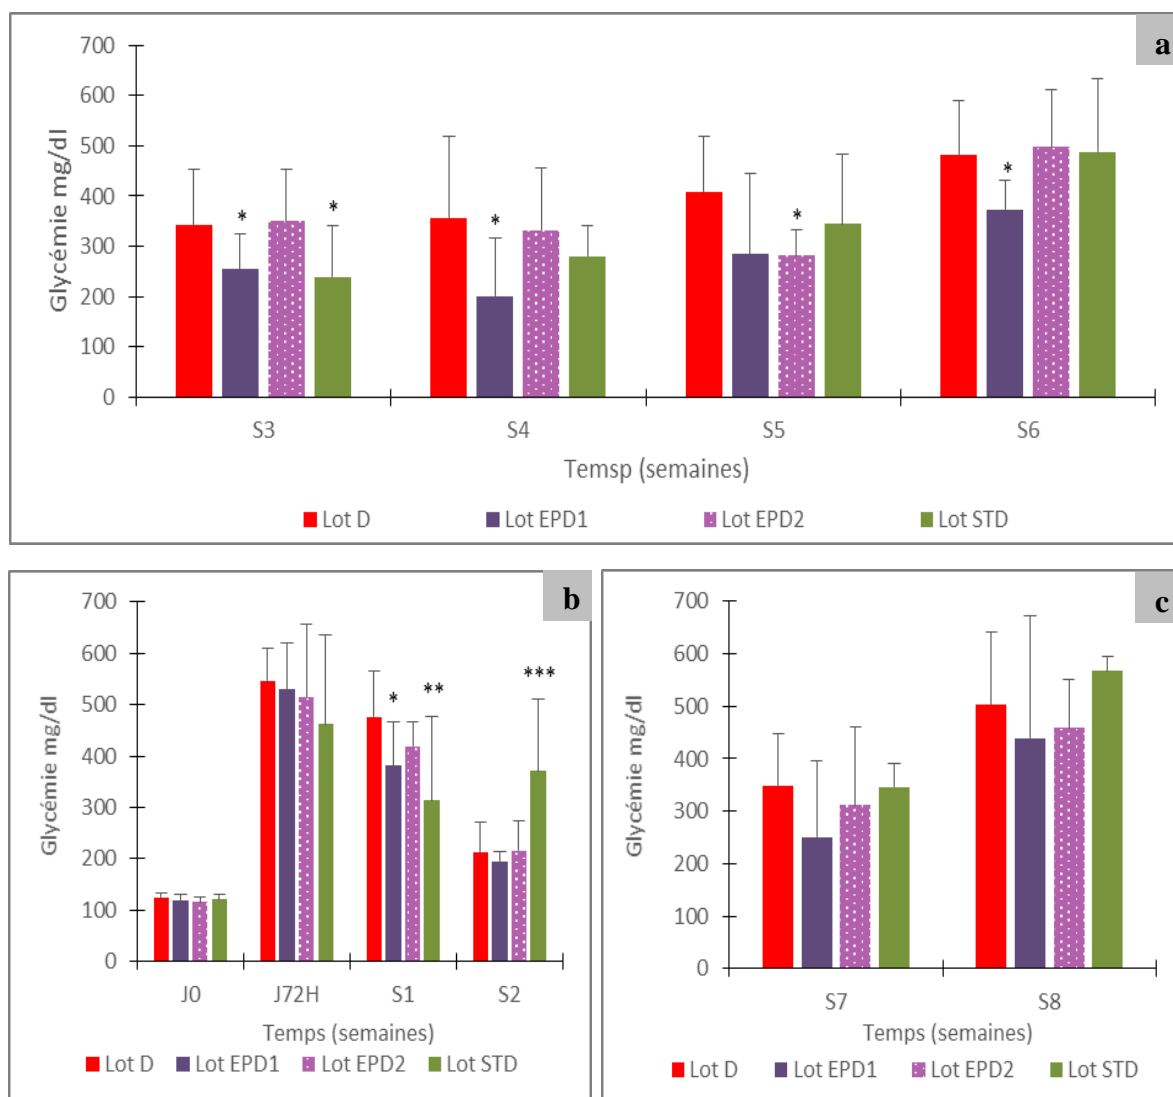 a
700
600
500
400
300
200
100
0
Glycémie mg/dl
* * * * *
S3 S4 S5 S6
Temsp (semaines)
Lot D Lot EPD1 Lot EPD2 Lot STD
b
700
600
500
400
300
200
100
0
Glycémie mg/dl
* ** ***
J0 J72H S1 S2
Temps (semaines)
Lot D Lot EPD1 Lot EPD2 Lot STD
c
700
600
500
400
300
200
100
0
Glycémie mg/dl
S7 S8
Temps (semaines)
Lot D Lot EPD1 Lot EPD2 Lot STD